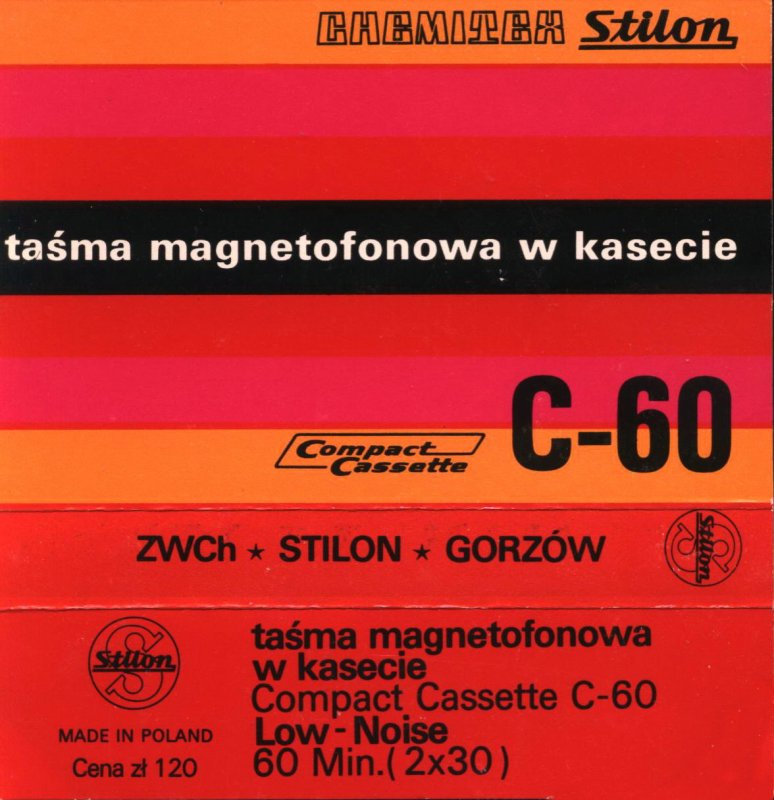 CHEMITEX Stilon
taśma magnetofonowa w kasecie
C-60
Compact
Cassette
ZWCh ★ STILON ★ GORZÓW
Stilon
Stilon
MADE IN POLAND
Cena zł 120
taśma magnetofonowa
w kasecie
Compact Cassette C-60
Low-Noise
60 Min.(2x30)